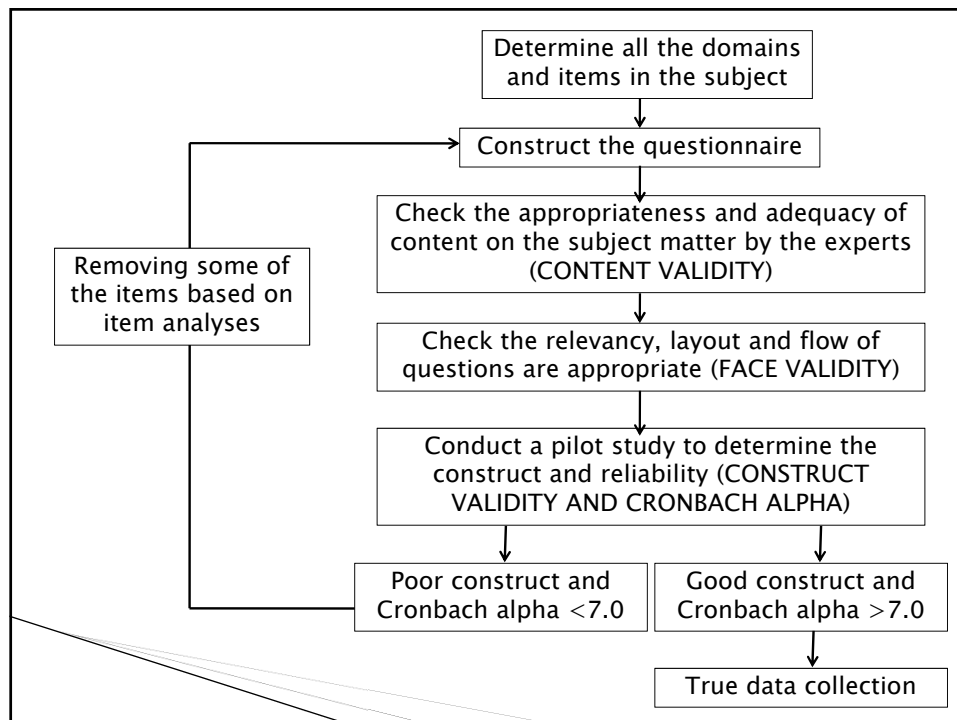 Determine all the domains
and items in the subject
Construct the questionnaire
Check the appropriateness and adequacy of
content on the subject matter by the experts
(CONTENT VALIDITY)
Removing some of
the items based on
item analyses
Check the relevancy, layout and flow of
questions are appropriate (FACE VALIDITY)
Conduct a pilot study to determine the
construct and reliability (CONSTRUCT
VALIDITY AND CRONBACH ALPHA)
Poor construct and
Cronbach alpha <7.0
Good construct and
Cronbach alpha >7.0
True data collection